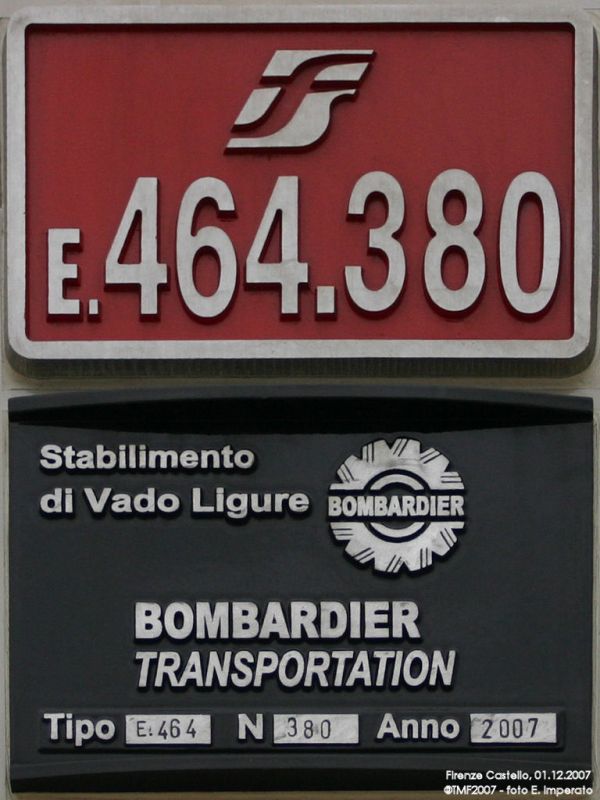 E.464.380
Stabilimento
di Vado Ligure
BOMBARDIER
BOMBARDIER
TRANSPORTATION
Tipo E.464 N 380 Anno 2007
Firenze Castello, 01.12.2007
©TMF2007 - foto E. Imperato